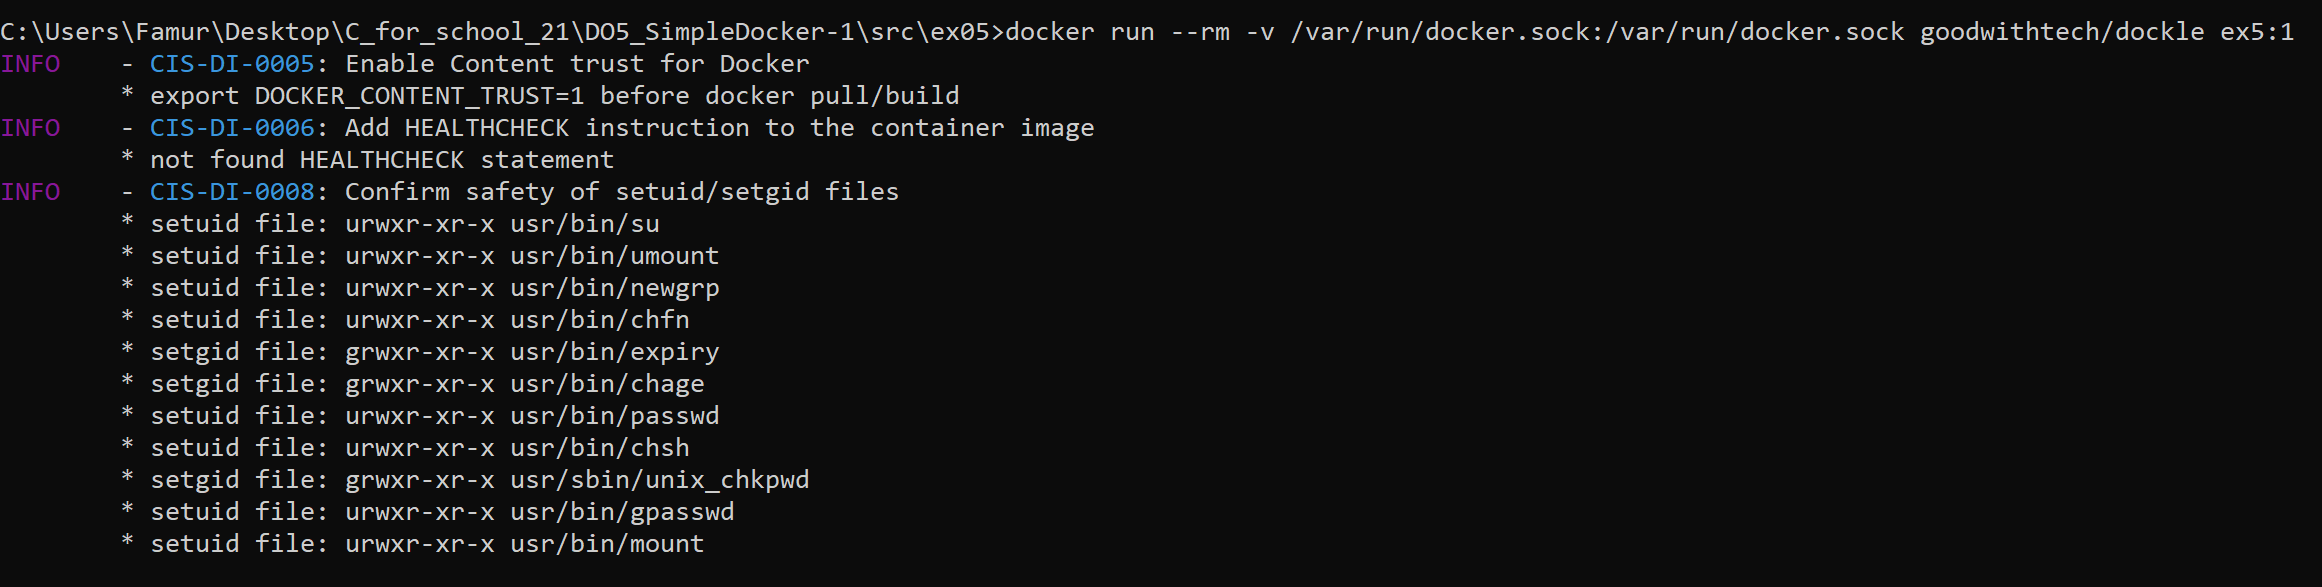 C:\Users\Famur\Desktop\C_for_school_21\DO5_SimpleDocker-1\src\ex05>docker run --rm -v /var/run/docker.sock:/var/run/docker.sock goodwithtech/dockle ex5:1
INFO    - CIS-DI-0005: Enable Content trust for Docker
        * export DOCKER_CONTENT_TRUST=1 before docker pull/build
INFO    - CIS-DI-0006: Add HEALTHCHECK instruction to the container image
        * not found HEALTHCHECK statement
INFO    - CIS-DI-0008: Confirm safety of setuid/setgid files
        * setuid file: urwxr-xr-x usr/bin/su
        * setuid file: urwxr-xr-x usr/bin/umount
        * setuid file: urwxr-xr-x usr/bin/newgrp
        * setuid file: urwxr-xr-x usr/bin/chfn
        * setgid file: grwxr-xr-x usr/bin/expiry
        * setgid file: grwxr-xr-x usr/bin/chage
        * setuid file: urwxr-xr-x usr/bin/passwd
        * setuid file: urwxr-xr-x usr/bin/chsh
        * setgid file: grwxr-xr-x usr/sbin/unix_chkpwd
        * setuid file: urwxr-xr-x usr/bin/gpasswd
        * setuid file: urwxr-xr-x usr/bin/mount